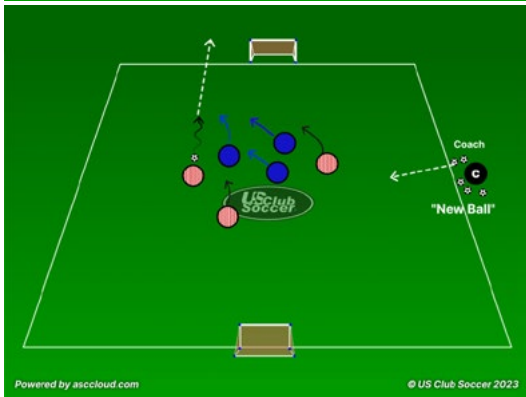 Coach
C
"New Ball"
US Club
Soccer
Powered by asccloud.com
© US Club Soccer 2023